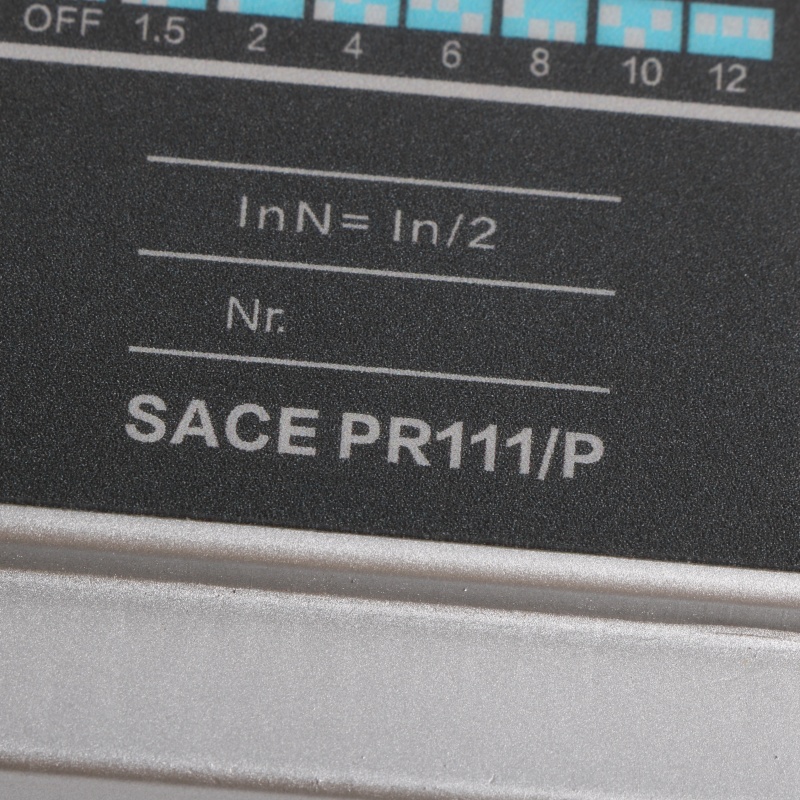 OFF 1.5 2 4 6 8 10 12
InN= In/2
Nr.
SACE PR111/P